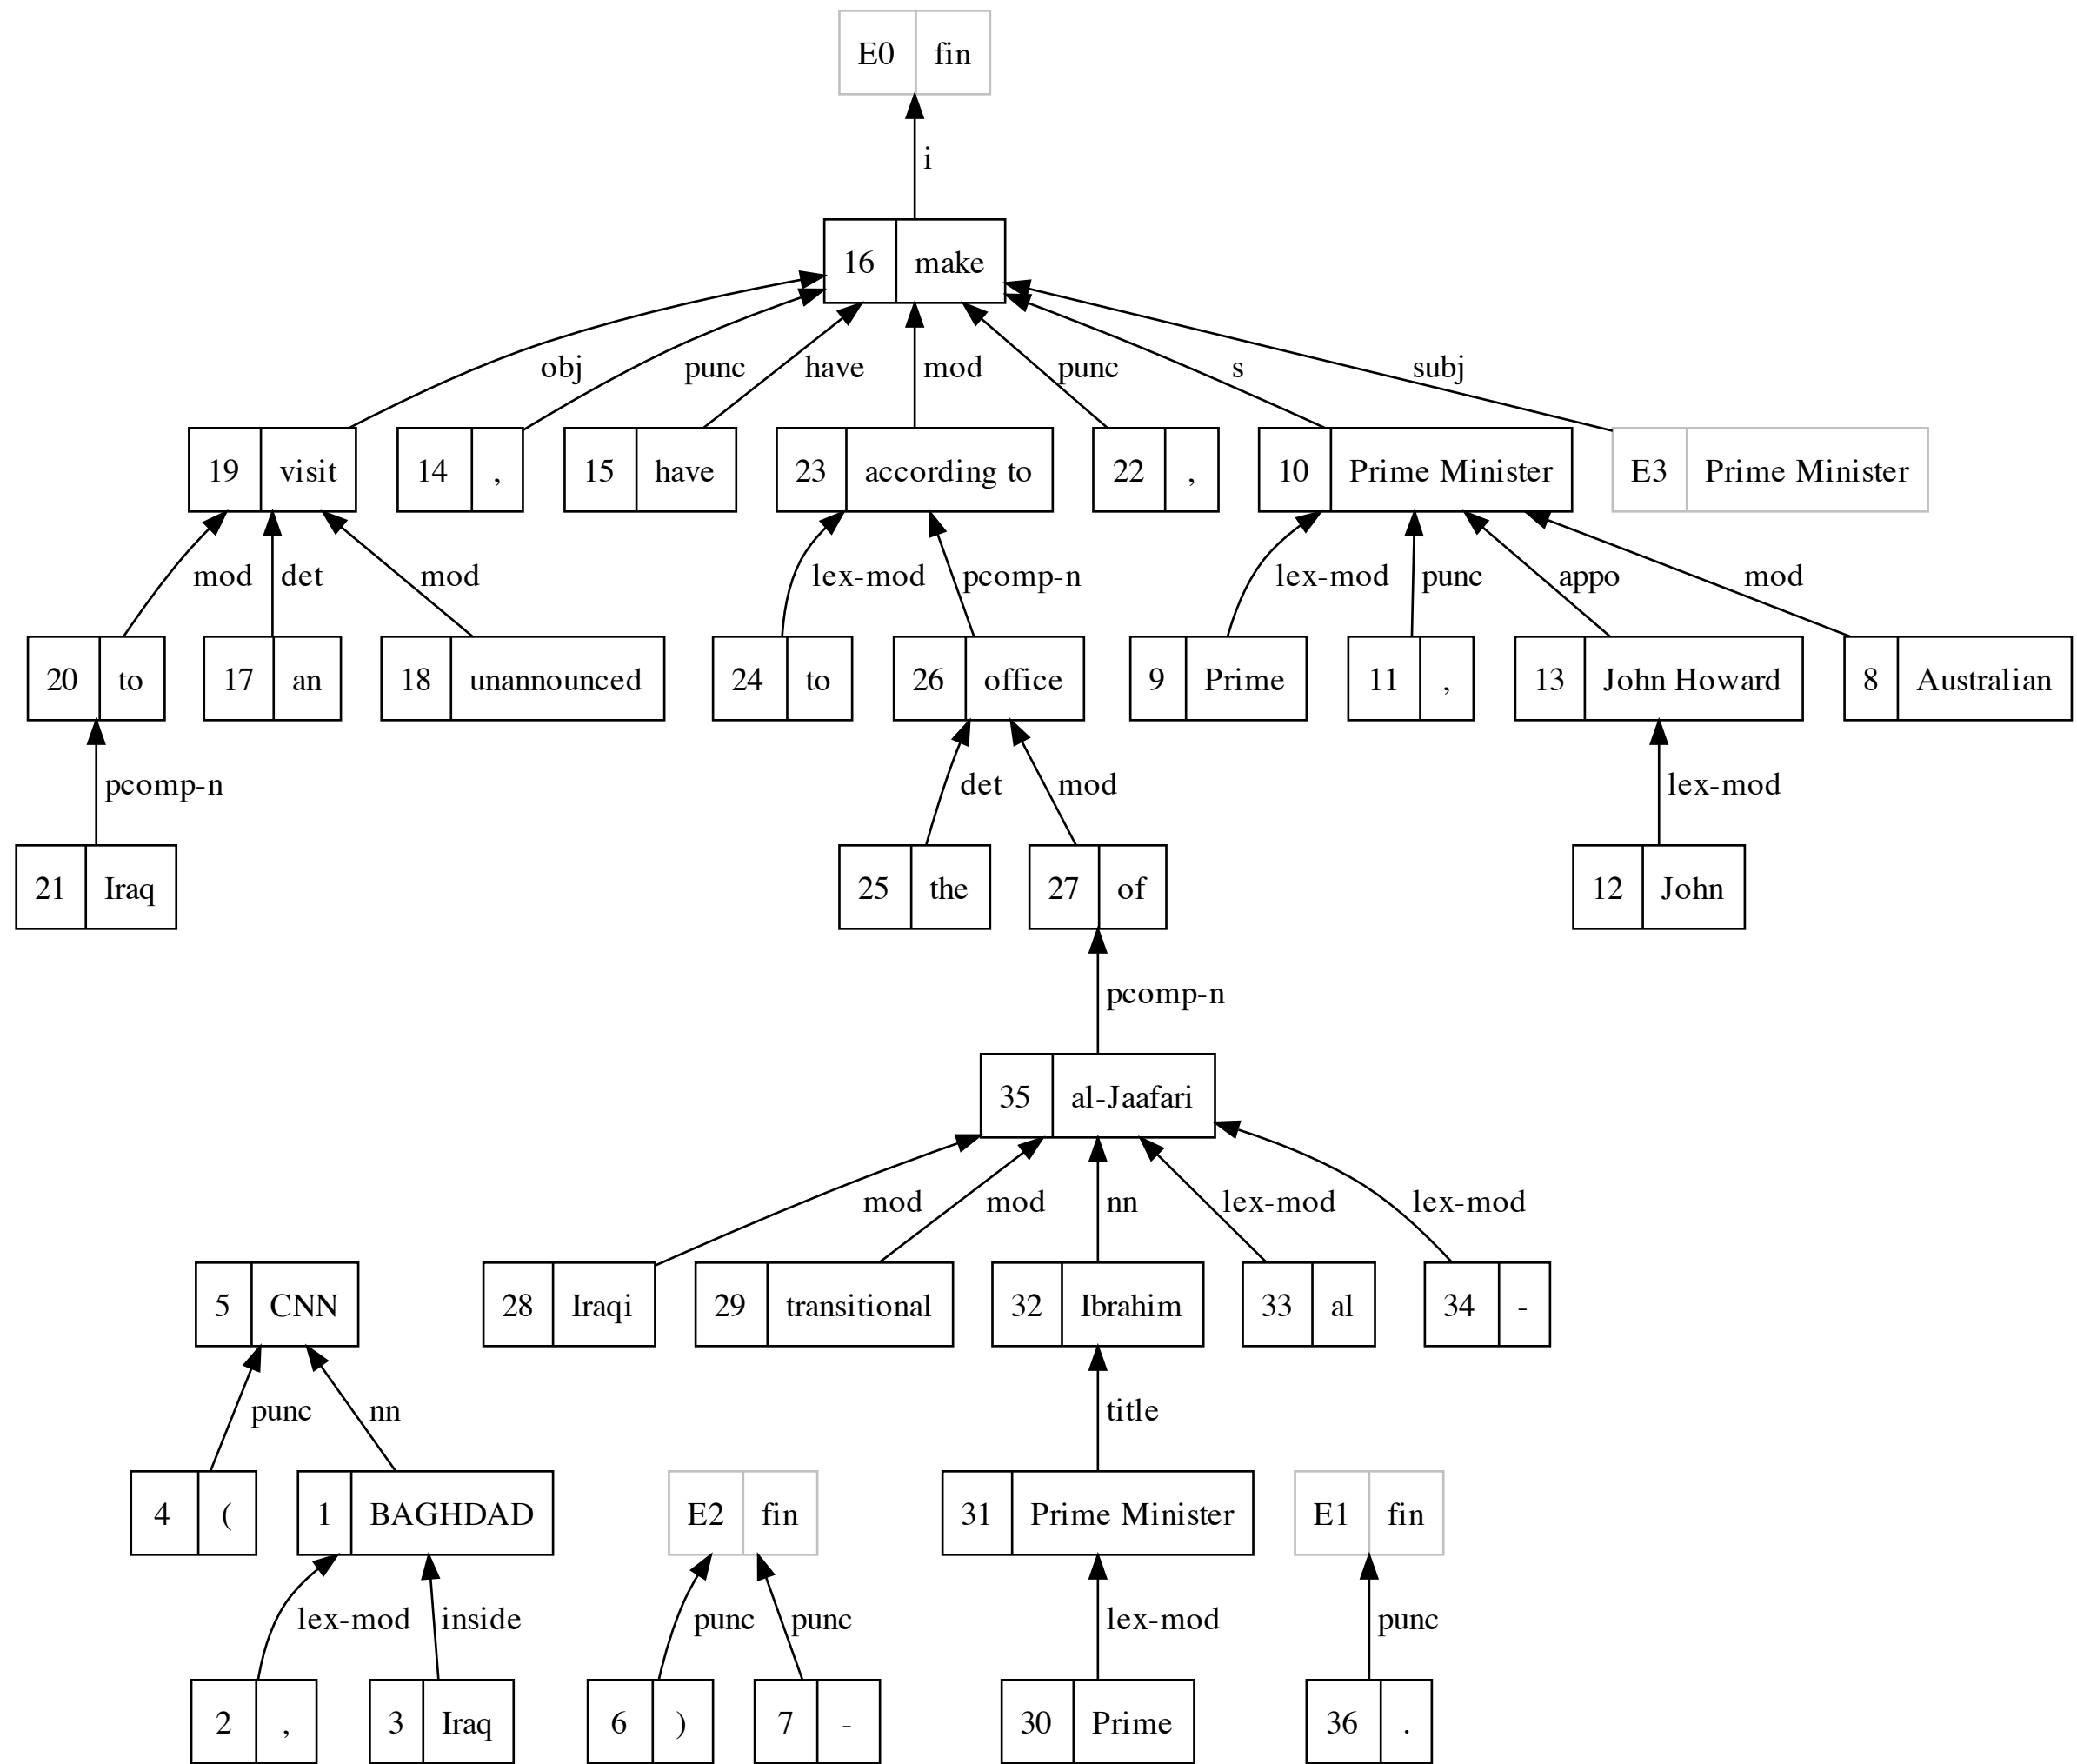 E0 fin
i
16 make
obj punc have mod punc s subj
19 visit 14 , 15 have 23 according to 22 , 10 Prime Minister E3 Prime Minister
mod det mod lex-mod pcomp-n lex-mod punc appo mod
20 to 17 an 18 unannounced 24 to 26 office 9 Prime 11 , 13 John Howard 8 Australian
pcomp-n det mod lex-mod
21 Iraq 25 the 27 of 12 John
pcomp-n
35 al-Jaafari
mod mod nn lex-mod lex-mod
5 CNN 28 Iraqi 29 transitional 32 Ibrahim 33 al 34 -
punc nn title
4 ( 1 BAGHDAD E2 fin 31 Prime Minister E1 fin
lex-mod inside punc punc lex-mod punc
2 , 3 Iraq 6 ) 7 - 30 Prime 36 .